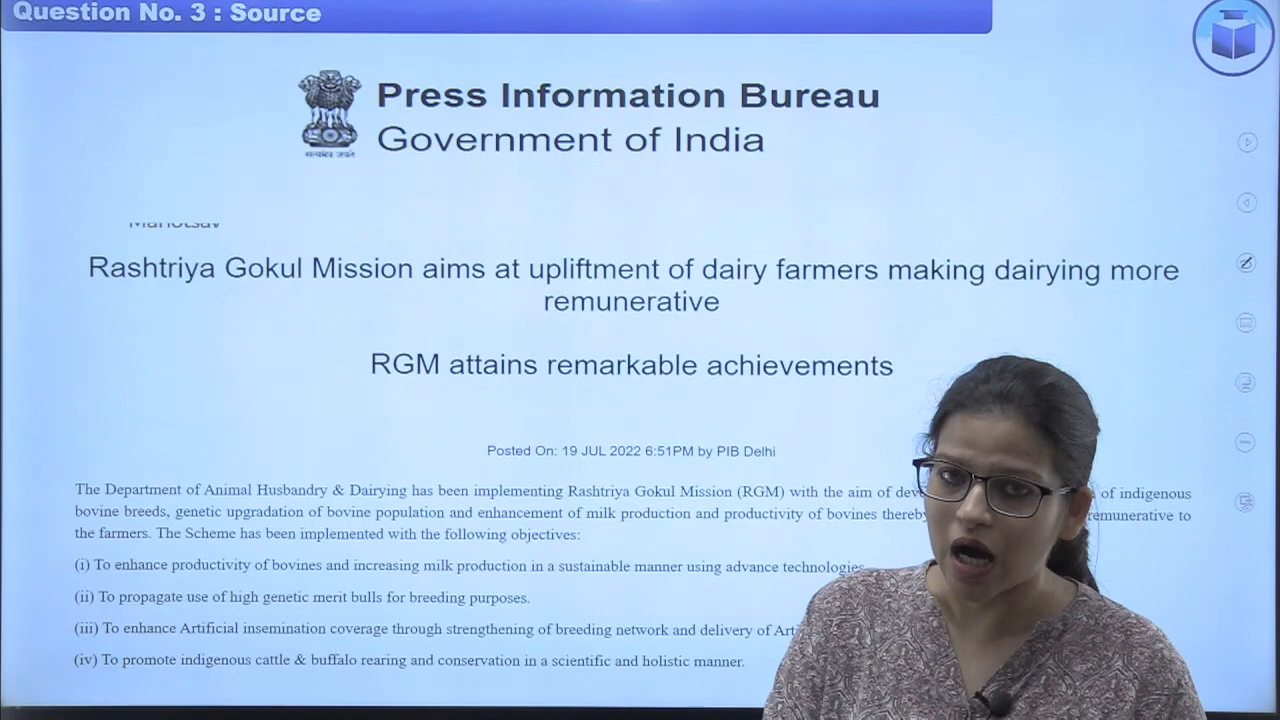 Question No. 3 : Source
Press Information Bureau
Government of India
सत्यमेव जयते
Mahotsav
Rashtriya Gokul Mission aims at upliftment of dairy farmers making dairying more
remunerative
RGM attains remarkable achievements
Posted On: 19 JUL 2022 6:51PM by PIB Delhi
The Department of Animal Husbandry & Dairying has been implementing Rashtriya Gokul Mission (RGM) with the aim of of indigenous
bovine breeds, genetic upgradation of bovine population and enhancement of milk production and productivity of bovines remunerative to
the farmers. The Scheme has been implemented with the following objectives:
(i) To enhance productivity of bovines and increasing milk production in a sustainable manner using advance technologies
(ii) To propagate use of high genetic merit bulls for breeding purposes.
(iii) To enhance Artificial insemination coverage through strengthening of breeding network and delivery of
(iv) To promote indigenous cattle & buffalo rearing and conservation in a scientific and holistic manner.